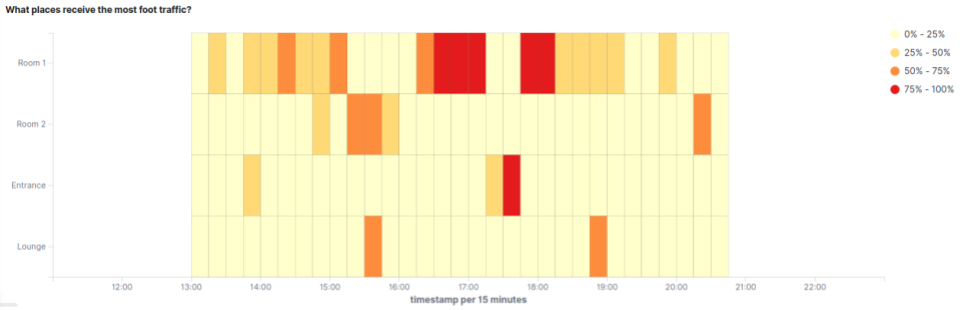 What places receive the most foot traffic?
0% - 25%
25% - 50%
50% - 75%
75% - 100%
Room 1
Room 2
Entrance
Lounge
12:00 13:00 14:00 15:00 16:00 17:00 18:00 19:00 20:00 21:00 22:00
timestamp per 15 minutes